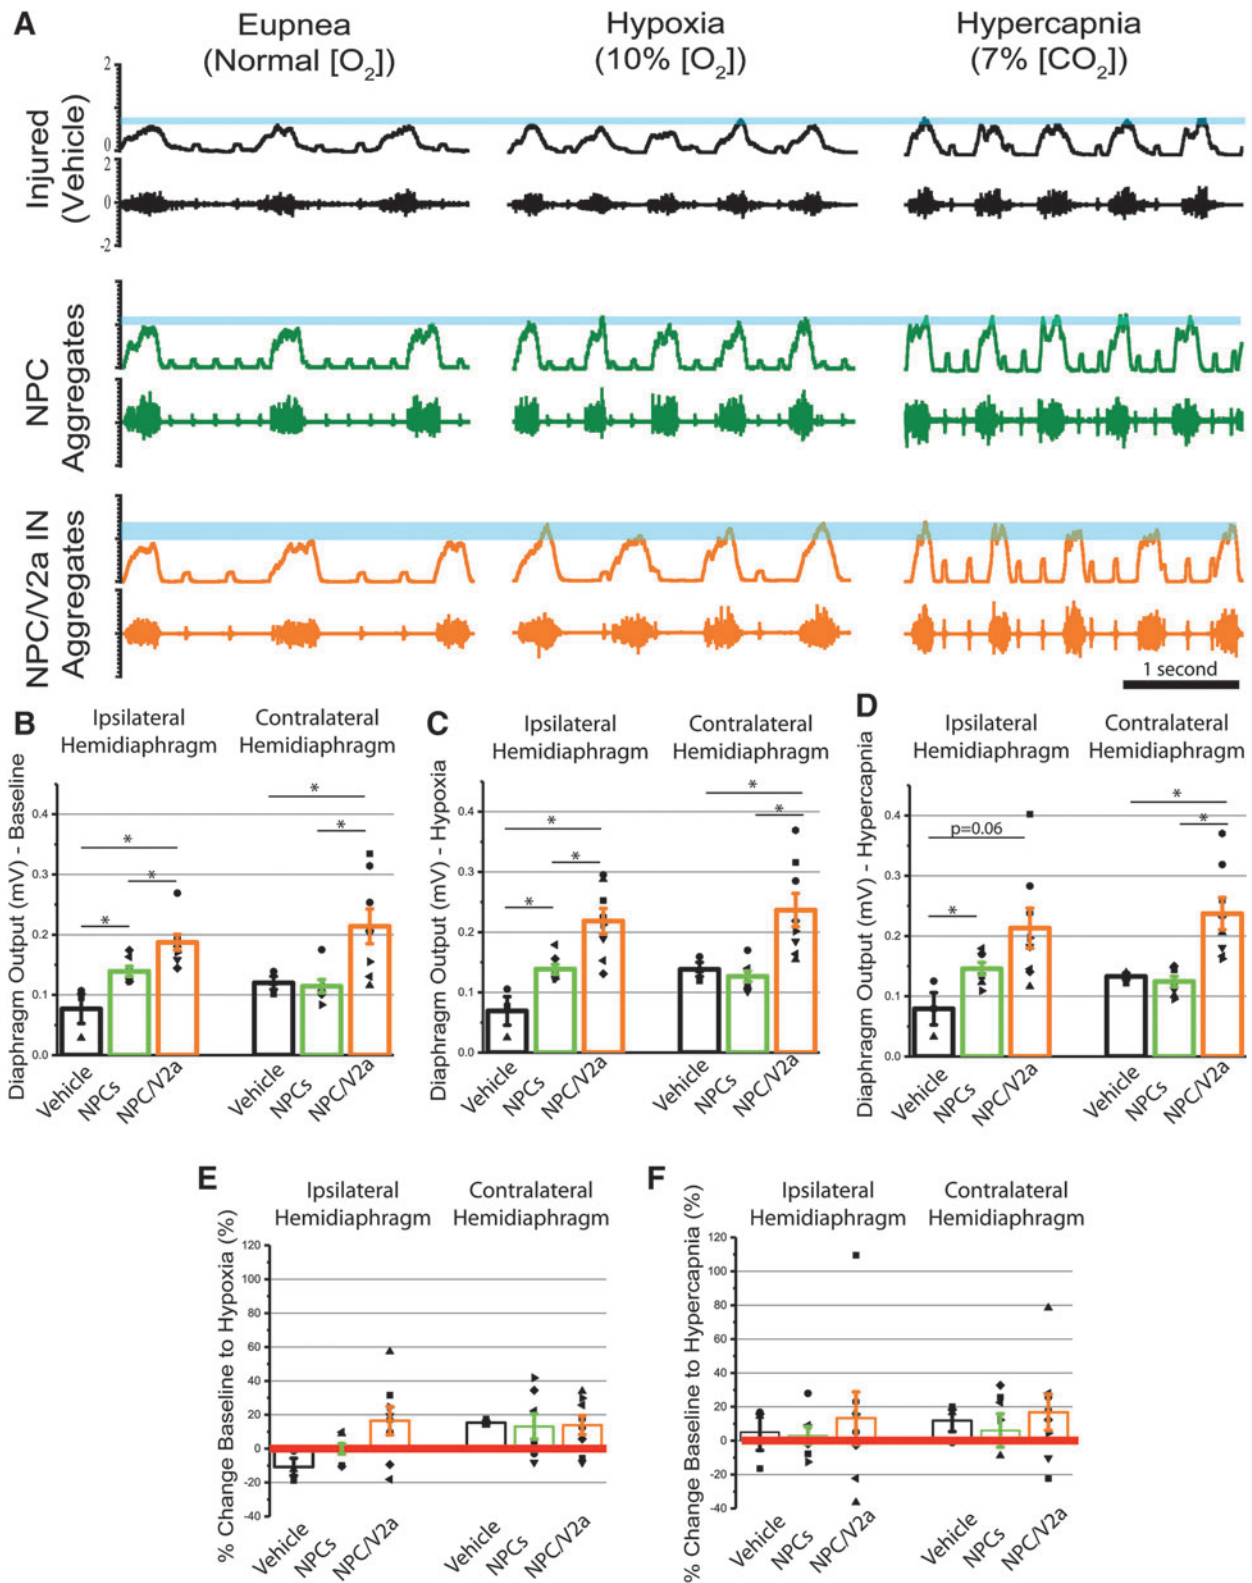 A
Eupnea
(Normal [O2])
Hypoxia
(10% [O2])
Hypercapnia
(7% [CO2])
Injured
(Vehicle)
2
0
2
0
-2
NPC
Aggregates
NPC/V2a IN
Aggregates
1 second
B
Ipsilateral
Hemidiaphragm
Contralateral
Hemidiaphragm
Diaphragm Output (mV) - Baseline
0.4
0.3
0.2
0.1
0.0
*
*
*
*
*
Vehicle
NPCs
NPC/V2a
Vehicle
NPCs
NPC/V2a
C
Ipsilateral
Hemidiaphragm
Contralateral
Hemidiaphragm
Diaphragm Output (mV) - Hypoxia
0.4
0.3
0.2
0.1
0.0
*
*
*
*
*
Vehicle
NPCs
NPC/V2a
Vehicle
NPCs
NPC/V2a
D
Ipsilateral
Hemidiaphragm
Contralateral
Hemidiaphragm
Diaphragm Output (mV) - Hypercapnia
0.4
0.3
0.2
0.1
0.0
p=0.06
*
*
*
Vehicle
NPCs
NPC/V2a
Vehicle
NPCs
NPC/V2a
E
Ipsilateral
Hemidiaphragm
Contralateral
Hemidiaphragm
% Change Baseline to Hypoxia (%)
120
100
80
60
40
20
0
-20
-40
Vehicle
NPCs
NPC/V2a
Vehicle
NPCs
NPC/V2a
F
Ipsilateral
Hemidiaphragm
Contralateral
Hemidiaphragm
% Change Baseline to Hypercapnia (%)
120
100
80
60
40
20
0
-20
-40
Vehicle
NPCs
NPC/V2a
Vehicle
NPCs
NPC/V2a